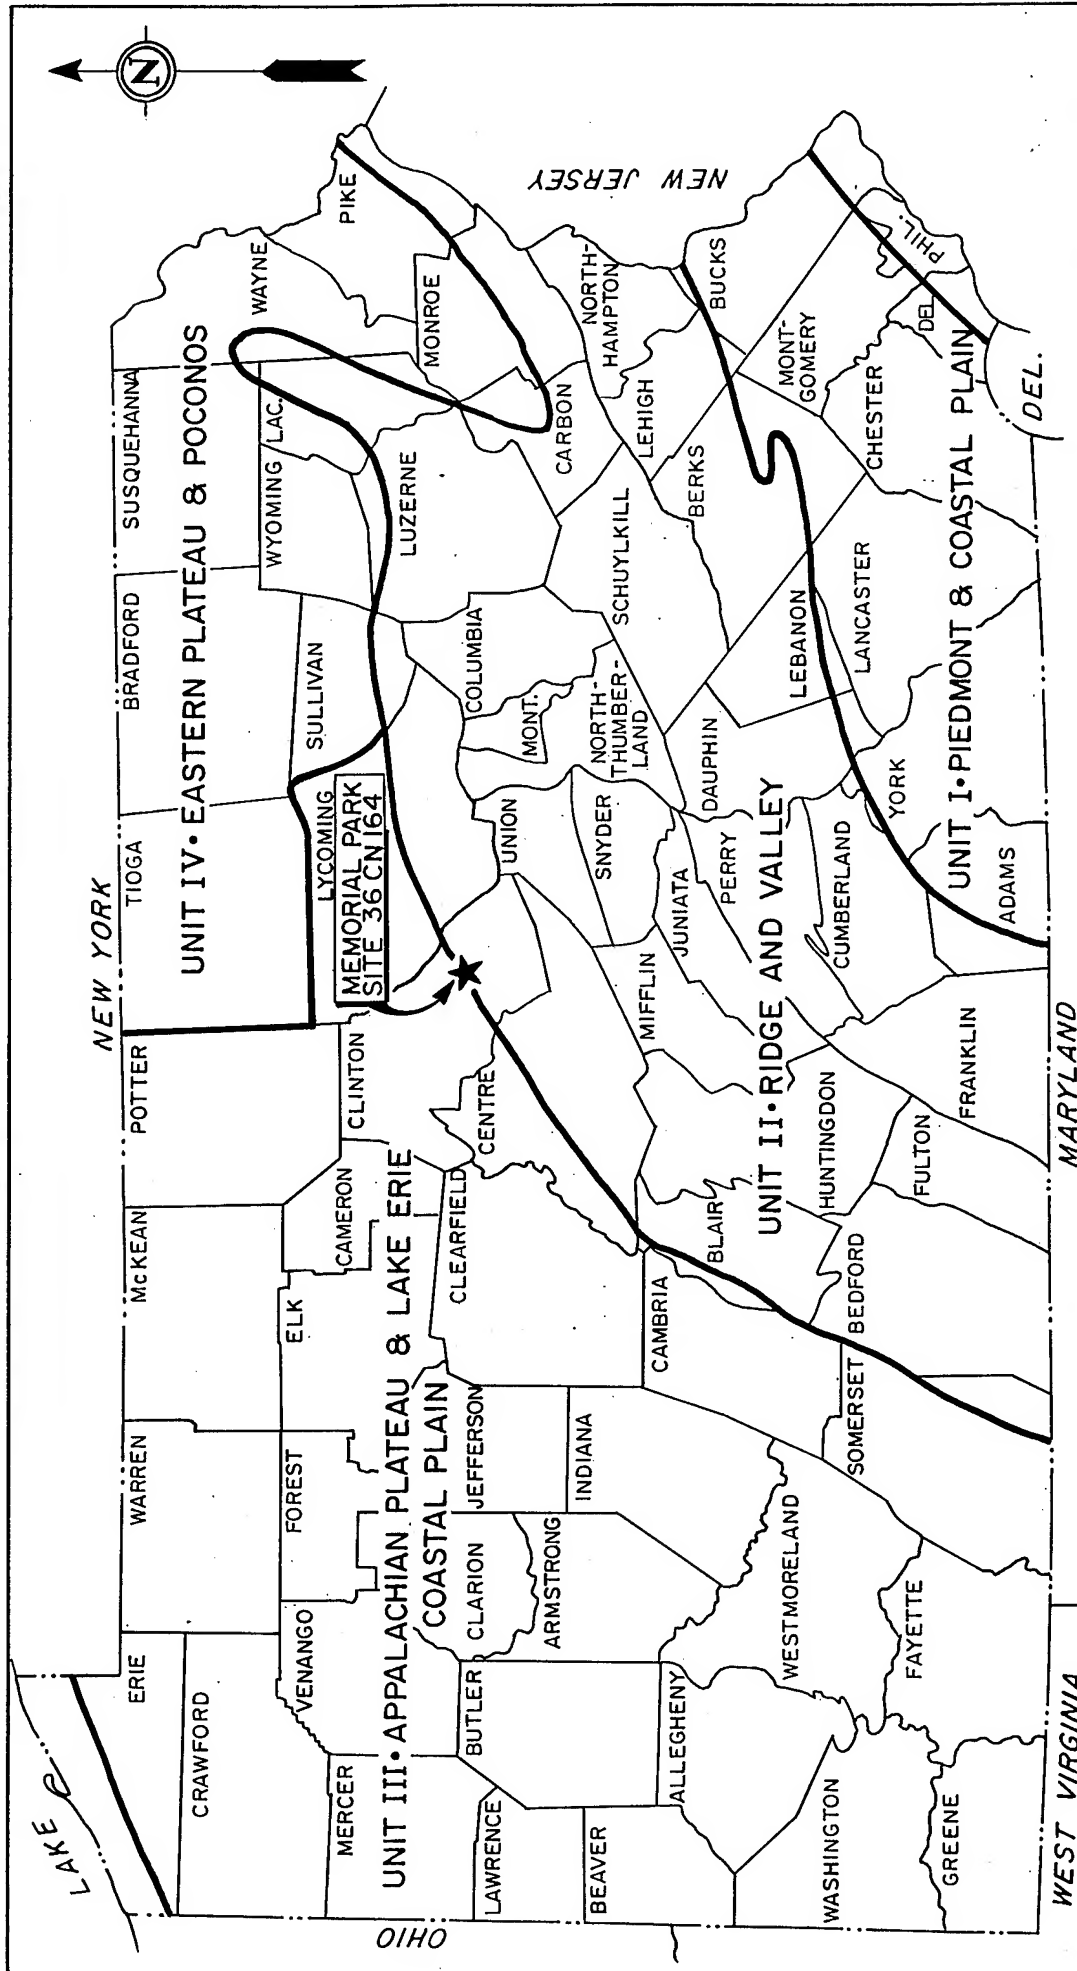 N
LAKE
NEW YORK
NEW JERSEY
OHIO
WEST VIRGINIA
MARYLAND
DEL.
UNIT IV • EASTERN PLATEAU & POCONOS
UNIT III • APPALACHIAN PLATEAU & LAKE ERIE
COASTAL PLAIN
UNIT II • RIDGE AND VALLEY
UNIT I • PIEDMONT & COASTAL PLAIN
MEMORIAL PARK
SITE 36 CN 164
ERIE
CRAWFORD
WARREN
McKEAN
POTTER
TIOGA
BRADFORD
SUSQUEHANNA
WAYNE
PIKE
MERCER
VENANGO
FOREST
ELK
CAMERON
CLINTON
LYCOMING
SULLIVAN
WYOMING
LAC.
LUZERNE
MONROE
LAWRENCE
BUTLER
CLARION
JEFFERSON
CLEARFIELD
CENTRE
UNION
COLUMBIA
MONT.
NORTH-
THUMBER-
LAND
SCHUYLKILL
CARBON
NORTH-
HAMPTON
LEHIGH
BEAVER
ARMSTRONG
INDIANA
CAMBRIA
BLAIR
MIFFLIN
SNYDER
JUNIATA
PERRY
DAUPHIN
LEBANON
BERKS
BUCKS
MONT-
GOMERY
ALLEGHENY
WESTMORELAND
SOMERSET
BEDFORD
HUNTINGDON
CUMBERLAND
YORK
LANCASTER
CHESTER
DEL.
PHIL.
WASHINGTON
GREENE
FAYETTE
FULTON
FRANKLIN
ADAMS